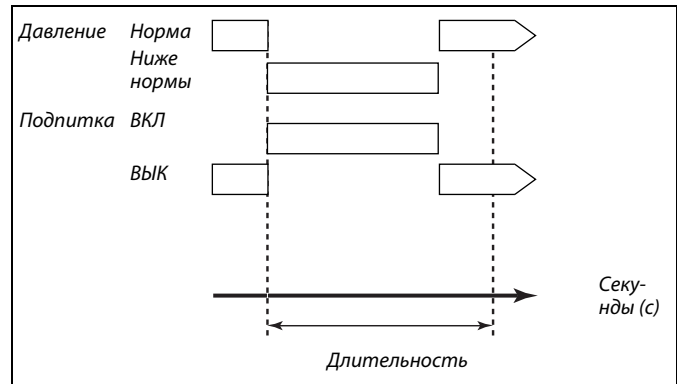 Давление Норма
Ниже
нормы
Подпитка ВКЛ
ВЫК
Секу-
нды (с)
Длительность